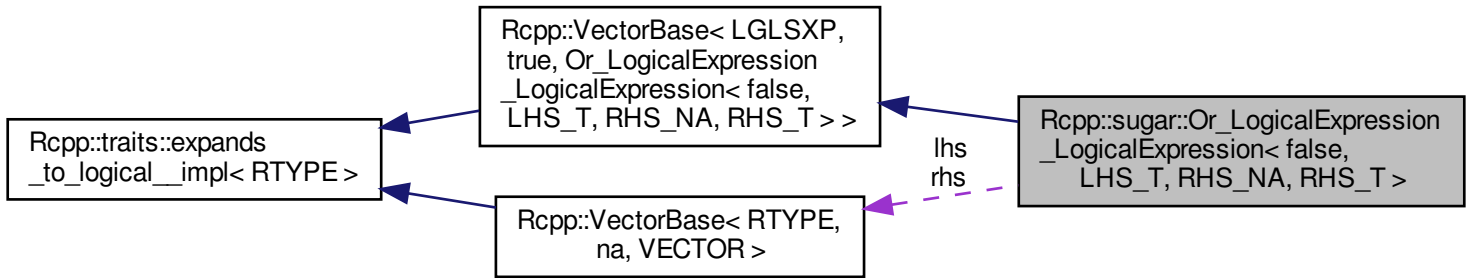 Rcpp::traits::expands
_to_logical__impl< RTYPE >
Rcpp::VectorBase< LGLSXP,
true, Or_LogicalExpression
_LogicalExpression< false,
LHS_T, RHS_NA, RHS_T > >
Rcpp::VectorBase< RTYPE,
na, VECTOR >
lhs
rhs
Rcpp::sugar::Or_LogicalExpression
_LogicalExpression< false,
LHS_T, RHS_NA, RHS_T >